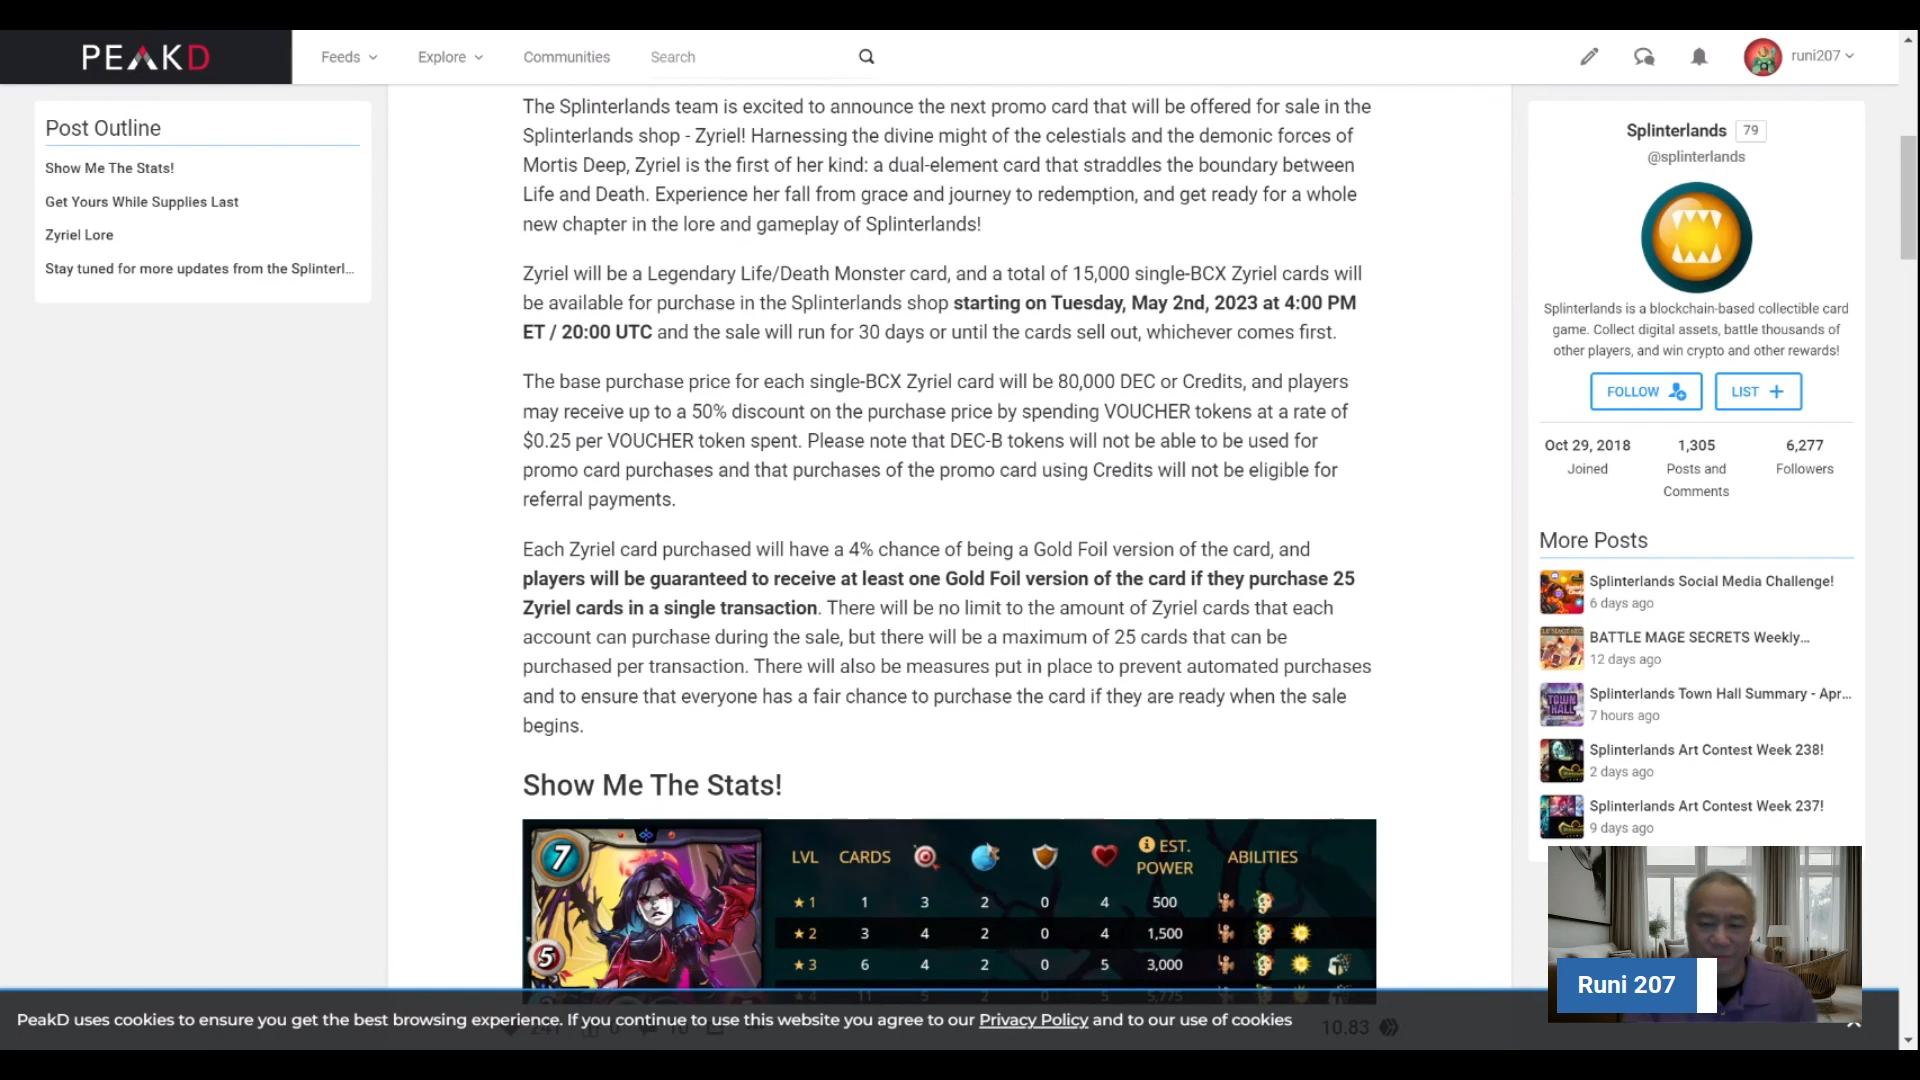 PEAKD
Feeds
Explore
Communities
Search
runi207
Post Outline
Show Me The Stats!
Get Yours While Supplies Last
Zyriel Lore
Stay tuned for more updates from the Splinterl...
The Splinterlands team is excited to announce the next promo card that will be offered for sale in the
Splinterlands shop - Zyriel! Harnessing the divine might of the celestials and the demonic forces of
Mortis Deep, Zyriel is the first of her kind: a dual-element card that straddles the boundary between
Life and Death. Experience her fall from grace and journey to redemption, and get ready for a whole
new chapter in the lore and gameplay of Splinterlands!
Zyriel will be a Legendary Life/Death Monster card, and a total of 15,000 single-BCX Zyriel cards will
be available for purchase in the Splinterlands shop starting on Tuesday, May 2nd, 2023 at 4:00 PM
ET / 20:00 UTC and the sale will run for 30 days or until the cards sell out, whichever comes first.
The base purchase price for each single-BCX Zyriel card will be 80,000 DEC or Credits, and players
may receive up to a 50% discount on the purchase price by spending VOUCHER tokens at a rate of
$0.25 per VOUCHER token spent. Please note that DEC-B tokens will not be able to be used for
promo card purchases and that purchases of the promo card using Credits will not be eligible for
referral payments.
Each Zyriel card purchased will have a 4% chance of being a Gold Foil version of the card, and
players will be guaranteed to receive at least one Gold Foil version of the card if they purchase 25
Zyriel cards in a single transaction. There will be no limit to the amount of Zyriel cards that each
account can purchase during the sale, but there will be a maximum of 25 cards that can be
purchased per transaction. There will also be measures put in place to prevent automated purchases
and to ensure that everyone has a fair chance to purchase the card if they are ready when the sale
begins.
Show Me The Stats!
7
5
LVL CARDS EST. POWER ABILITIES
1 1 3 2 0 4 500
2 3 4 2 0 4 1,500
3 6 4 2 0 5 3,000
4 11 5 2 0 5 5,775
Splinterlands 79
@splinterlands
Splinterlands is a blockchain-based collectible card
game. Collect digital assets, battle thousands of
other players, and win crypto and other rewards!
FOLLOW
LIST
Oct 29, 2018 1,305 6,277
Joined Posts and Followers
Comments
More Posts
Splinterlands Social Media Challenge!
6 days ago
BATTLE MAGE SECRETS Weekly...
12 days ago
Splinterlands Town Hall Summary - Apr...
7 hours ago
Splinterlands Art Contest Week 238!
2 days ago
Splinterlands Art Contest Week 237!
9 days ago
Runi 207
PeakD uses cookies to ensure you get the best browsing experience. If you continue to use this website you agree to our Privacy Policy and to our use of cookies
10.83